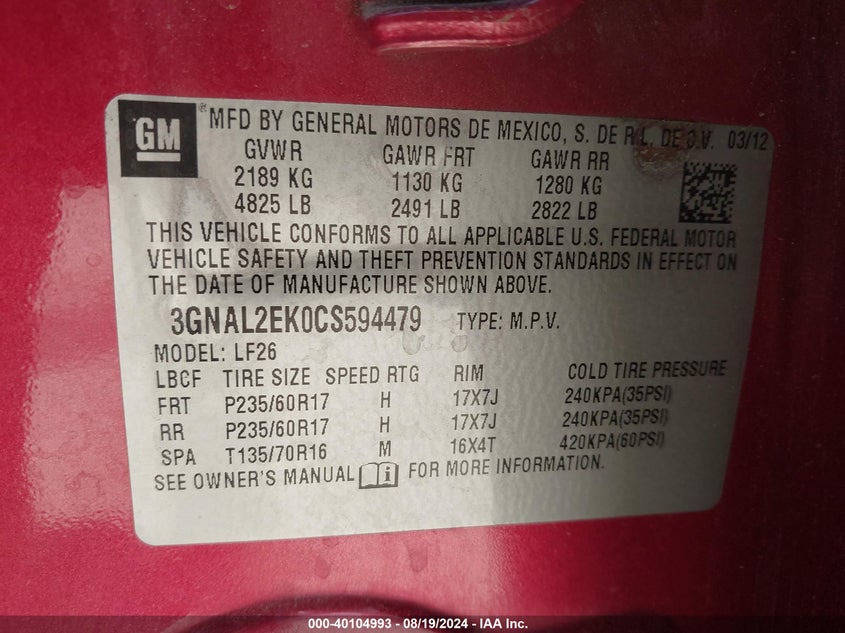 GM
® MFD BY GENERAL MOTORS DE MEXICO, S. DE R.L. DE C.V. 03/12
GVWR GAWR FRT GAWR RR
2189 KG 1130 KG 1280 KG
4825 LB 2491 LB 2822 LB
THIS VEHICLE CONFORMS TO ALL APPLICABLE U.S. FEDERAL MOTOR
VEHICLE SAFETY AND THEFT PREVENTION STANDARDS IN EFFECT ON
THE DATE OF MANUFACTURE SHOWN ABOVE.
3GNAL2EK0CS594479 TYPE: M.P.V.
MODEL: LF26
LBCF TIRE SIZE SPEED RTG RIM COLD TIRE PRESSURE
FRT P235/60R17 H 17X7J 240KPA(35PSI)
RR P235/60R17 H 17X7J 240KPA(35PSI)
SPA T135/70R16 M 16X4T 420KPA(60PSI)
SEE OWNER'S MANUAL i FOR MORE INFORMATION.
000-40104993 - 08/19/2024 - IAA Inc.